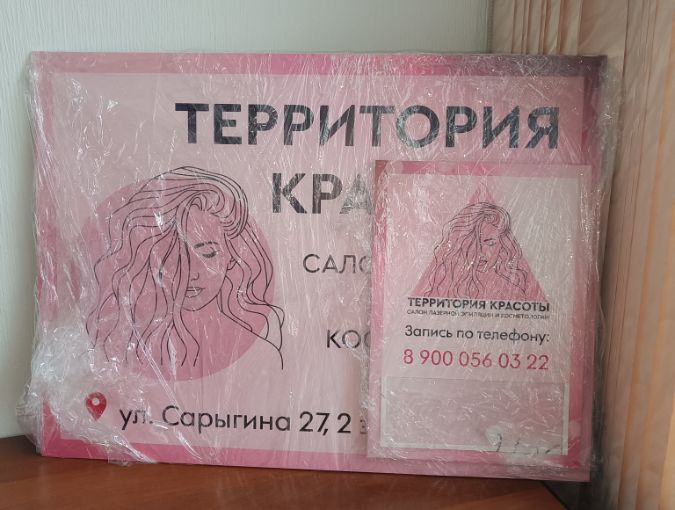 ТЕРРИТОРИЯ
КРА
САЛО
КОС
ул. Сарыгина 27, 2 э
ТЕРРИТОРИЯ КРАСОТЫ
САЛОН ЛАЗЕРНОЙ ЭПИЛЯЦИИ И КОСМЕТОЛОГИИ
Запись по телефону:
8 900 056 03 22